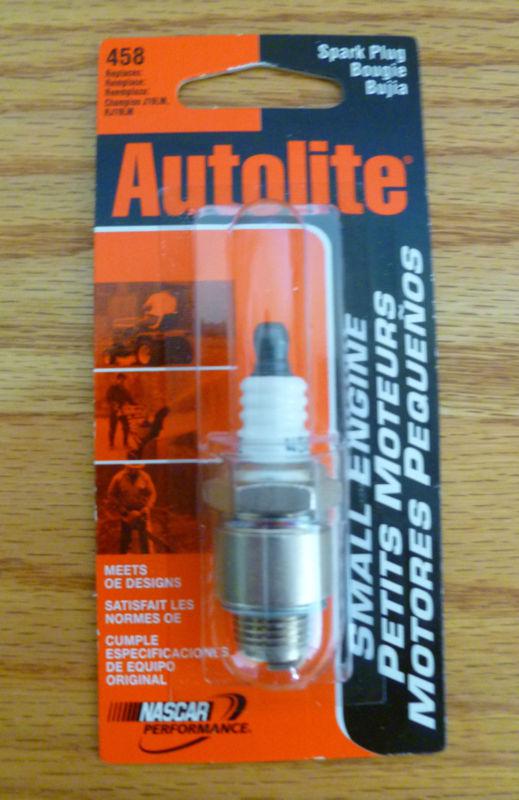 458
Replaces:
Remplace:
Reemplaza:
Champion J19LM,
RJ19LM
Spark Plug
Bougie
Bujia
Autolite®
SMALL ENGINE
PETITS MOTEURS
MOTORES PEQUEÑOS
MEETS
OE DESIGNS
SATISFAIT LES
NORMES OE
CUMPLE
ESPECIFICACIONES
DE EQUIPO
ORIGINAL
NASCAR
PERFORMANCE